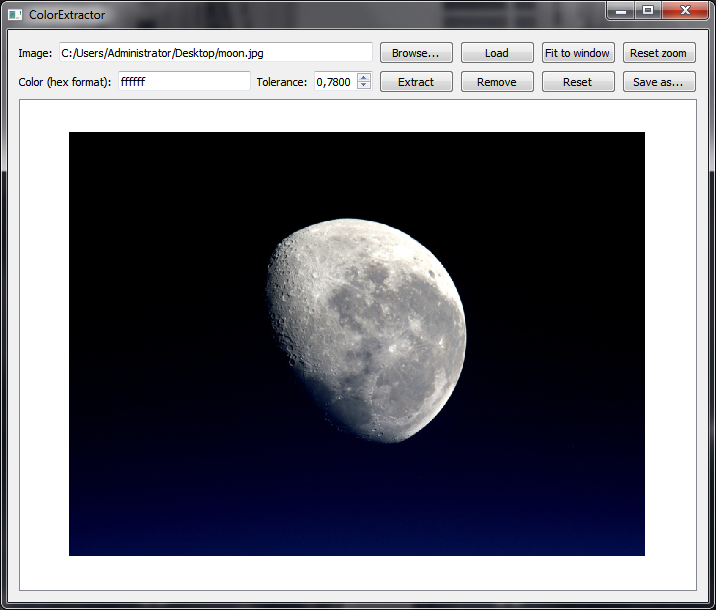 ColorExtractor
Image: C:/Users/Administrator/Desktop/moon.jpg Browse... Load Fit to window Reset zoom
Color (hex format): ffffff Tolerance: 0,7800 Extract Remove Reset Save as...